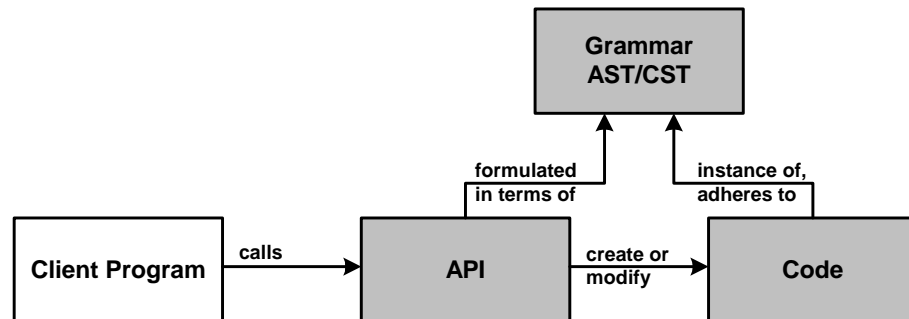 Grammar
AST/CST
formulated
in terms of
instance of,
adheres to
Client Program
calls
API
create or
modify
Code